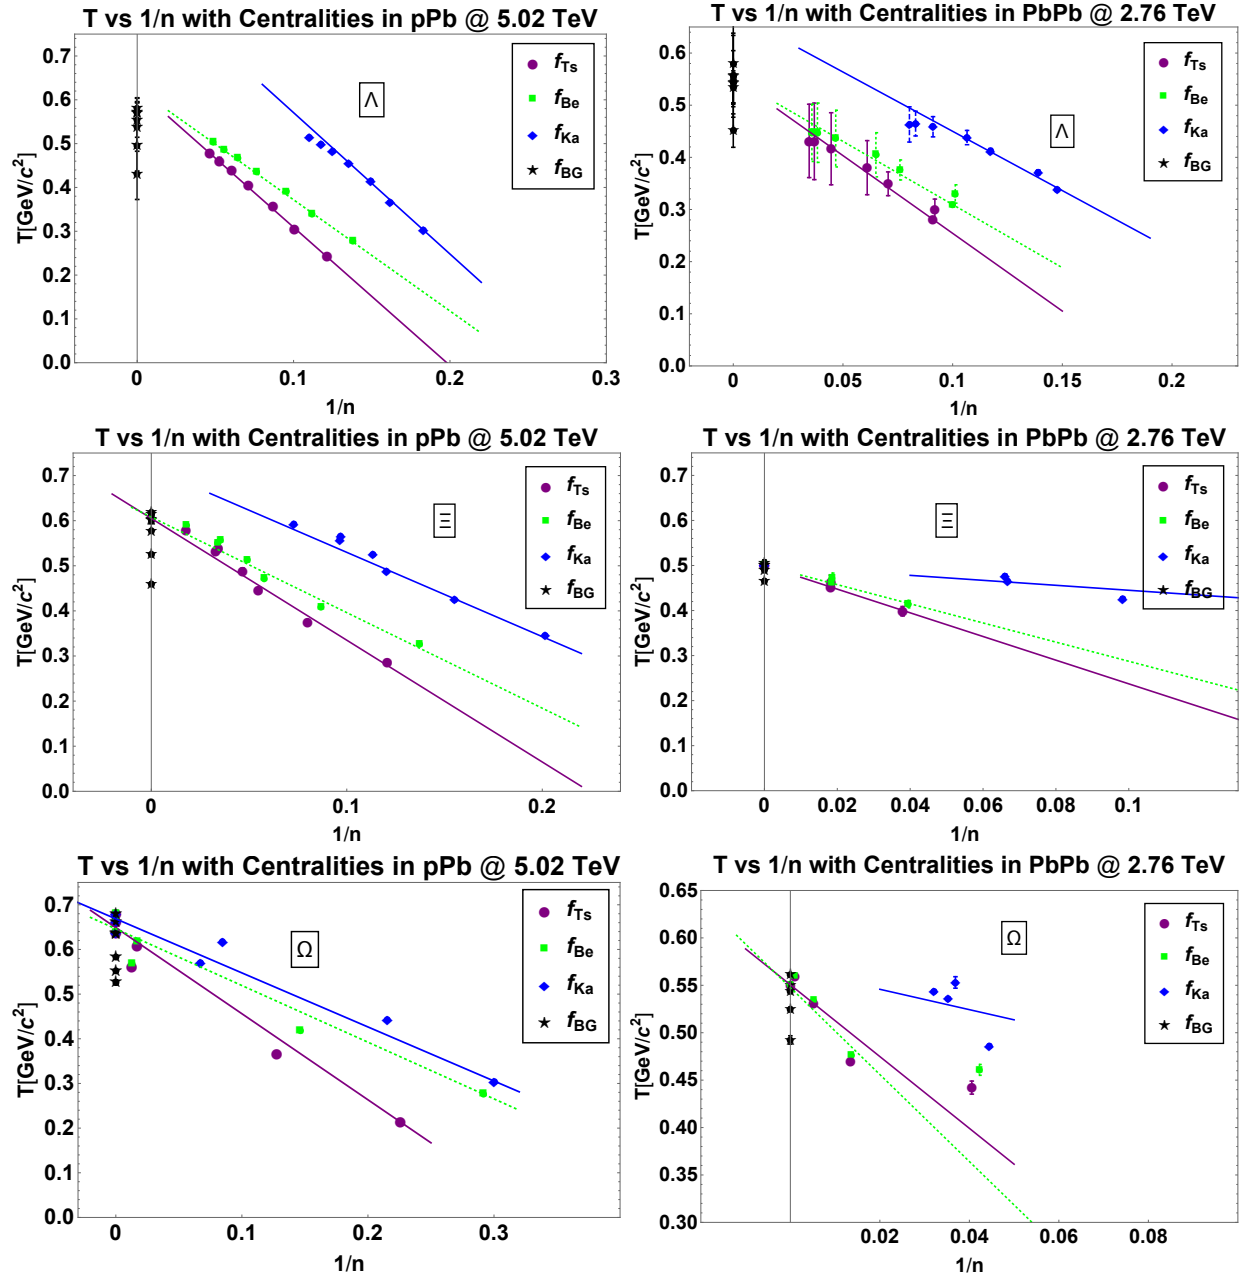 T vs 1/n with Centralities in pPb @ 5.02 TeV
T[GeV/c²]
0.7
0.6
0.5
0.4
0.3
0.2
0.1
0.0
Λ
f_Ts
f_Be
f_Ka
f_BG
0 0.1 0.2 0.3
1/n
T vs 1/n with Centralities in PbPb @ 2.76 TeV
T[GeV/c²]
0.6
0.5
0.4
0.3
0.2
0.1
0.0
Λ
f_Ts
f_Be
f_Ka
f_BG
0 0.05 0.1 0.15 0.2
1/n
T vs 1/n with Centralities in pPb @ 5.02 TeV
T[GeV/c²]
0.7
0.6
0.5
0.4
0.3
0.2
0.1
0.0
Ξ
f_Ts
f_Be
f_Ka
f_BG
0 0.1 0.2
1/n
T vs 1/n with Centralities in PbPb @ 2.76 TeV
T[GeV/c²]
0.7
0.6
0.5
0.4
0.3
0.2
0.1
0.0
Ξ
f_Ts
f_Be
f_Ka
f_BG
0 0.02 0.04 0.06 0.08 0.1
1/n
T vs 1/n with Centralities in pPb @ 5.02 TeV
T[GeV/c²]
0.7
0.6
0.5
0.4
0.3
0.2
0.1
0.0
Ω
f_Ts
f_Be
f_Ka
f_BG
0 0.1 0.2 0.3
1/n
T vs 1/n with Centralities in PbPb @ 2.76 TeV
T[GeV/c²]
0.65
0.60
0.55
0.50
0.45
0.40
0.35
0.30
Ω
f_Ts
f_Be
f_Ka
f_BG
0.02 0.04 0.06 0.08
1/n